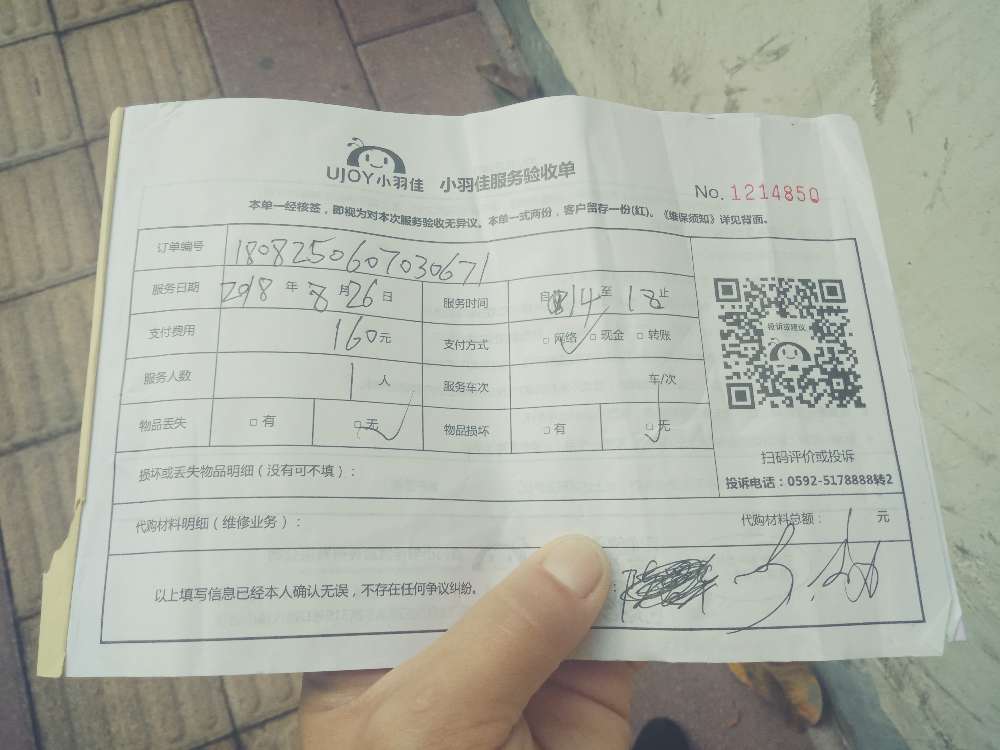 UJOY小羽佳 小羽佳服务验收单
No. 1214850
本单一经核签，即视为对本次服务验收无异议。本单一式两份，客户留存一份(红)。《维保须知》详见背面。
订单编号 1808250607030671
服务日期 2018 年 8 月 26 日 服务时间 自 14 至 18 止
支付费用 160 元 支付方式 □ 网络 □ 现金 □ 转账
投诉或建议
服务人数 1 人 服务车次 车/次
物品丢失 □ 有 □ 无 物品损坏 □ 有 □ 无
扫码评价或投诉
投诉电话：0592-5178888转2
损坏或丢失物品明细（没有可不填）：
代购材料明细（维修业务）： 代购材料总额： 元
以上填写信息已经本人确认无误，不存在任何争议纠纷。